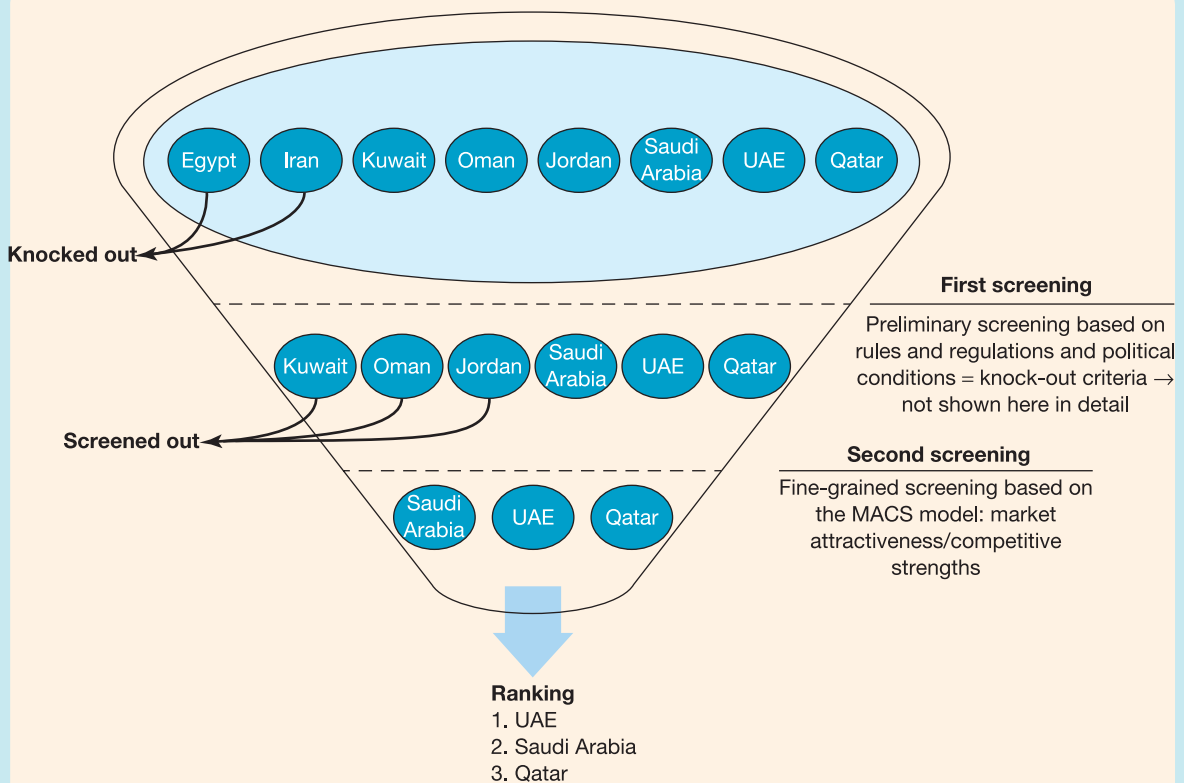 Egypt
Iran
Kuwait
Oman
Jordan
Saudi
Arabia
UAE
Qatar
Knocked out
First screening
Preliminary screening based on
rules and regulations and political
conditions = knock-out criteria →
not shown here in detail
Kuwait
Oman
Jordan
Saudi
Arabia
UAE
Qatar
Screened out
Second screening
Fine-grained screening based on
the MACS model: market
attractiveness/competitive
strengths
Saudi
Arabia
UAE
Qatar
Ranking
1. UAE
2. Saudi Arabia
3. Qatar